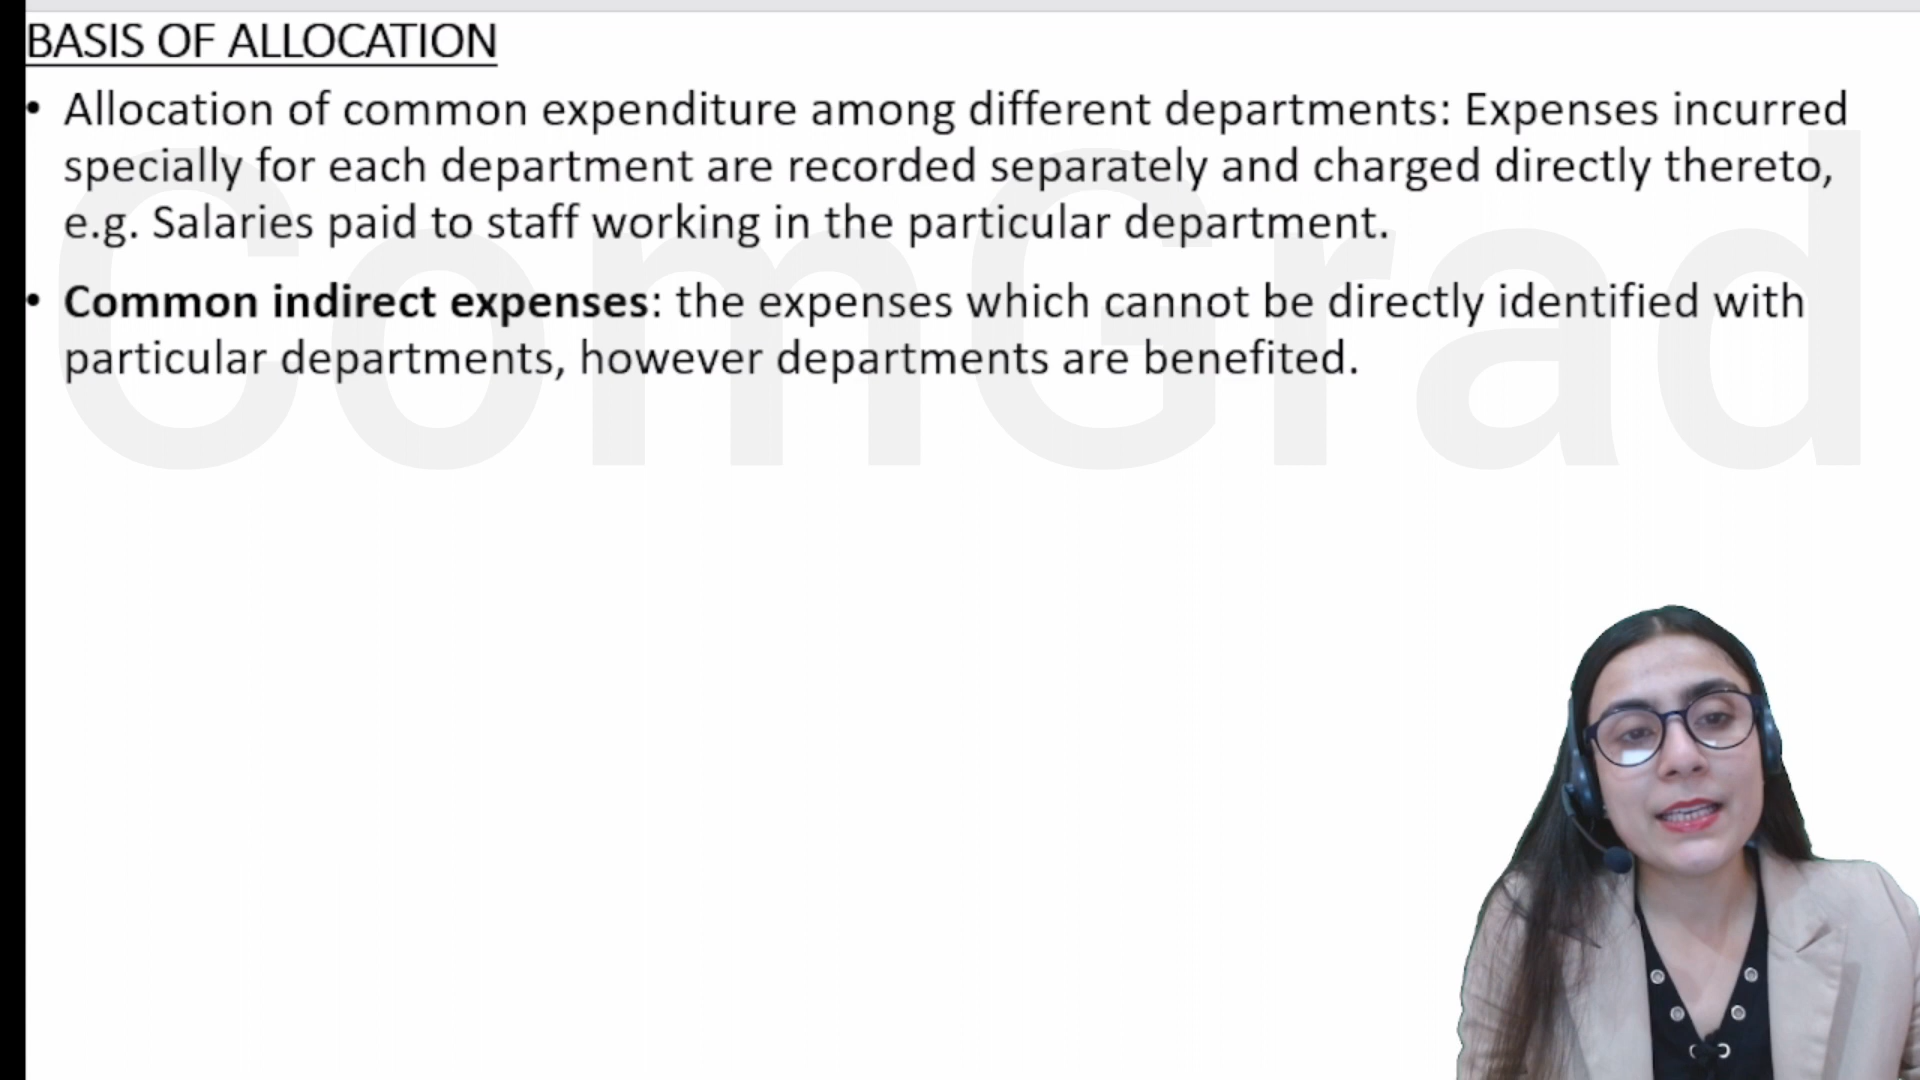 BASIS OF ALLOCATION
• Allocation of common expenditure among different departments: Expenses incurred
specially for each department are recorded separately and charged directly thereto,
e.g. Salaries paid to staff working in the particular department.
• Common indirect expenses: the expenses which cannot be directly identified with
particular departments, however departments are benefited.
ComGrad